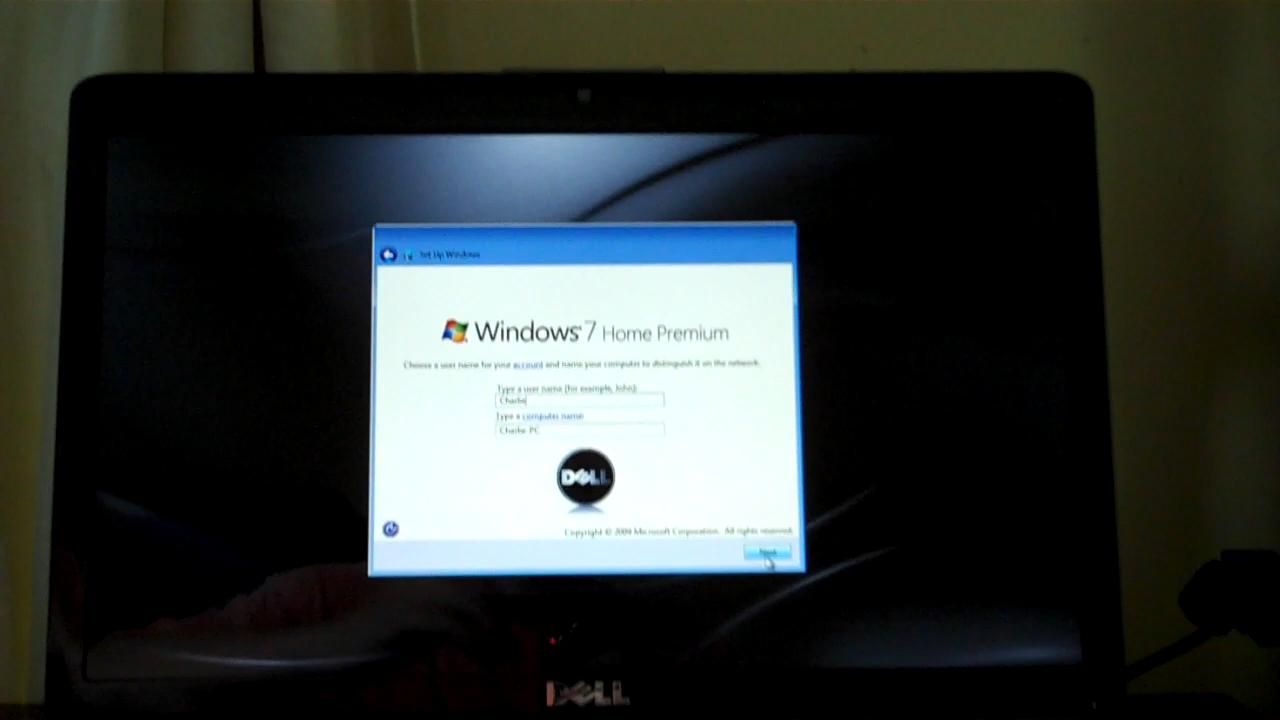 Set Up Windows
Windows 7 Home Premium
Choose a user name for your account and name your computer to distinguish it on the network.
Type a user name (for example, John):
Charlie
Type a computer name:
Charlie-PC
DELL
Copyright © 2009 Microsoft Corporation. All rights reserved.
Next
DELL